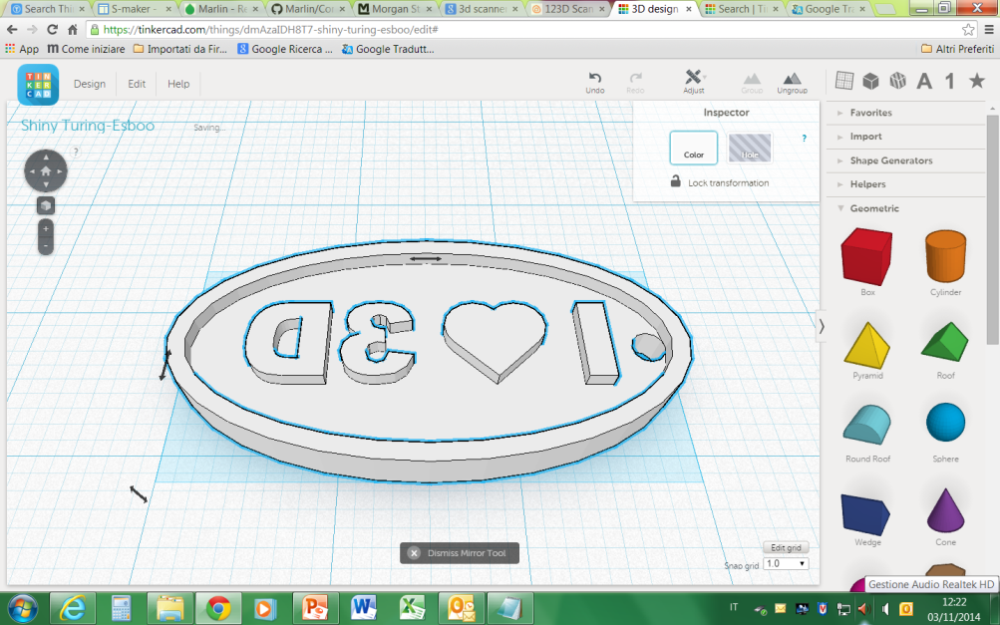 Search Thi
S-maker -
Marlin - Re
Marlin/Co
Morgan St
3d scanne
123D Scan
3D design
Search | Ti
Google Tra
https://tinkercad.com/things/dmAzaIDH8T7-shiny-turing-esboo/edit#
App
Come iniziare
Importati da Fir...
Google Ricerca ...
Google Tradutt...
Altri Preferiti
TINKERCAD
Design
Edit
Help
Undo
Redo
Adjust
Group
Ungroup
Shiny Turing-Esboo
Saving...
?
Inspector
Color
Hole
?
Lock transformation
Favorites
Import
Shape Generators
Helpers
Geometric
Box
Cylinder
Pyramid
Roof
Round Roof
Sphere
Wedge
Cone
Dismiss Mirror Tool
Edit grid
Snap grid
1.0
Gestione Audio Realtek HD
IT
12:22
03/11/2014